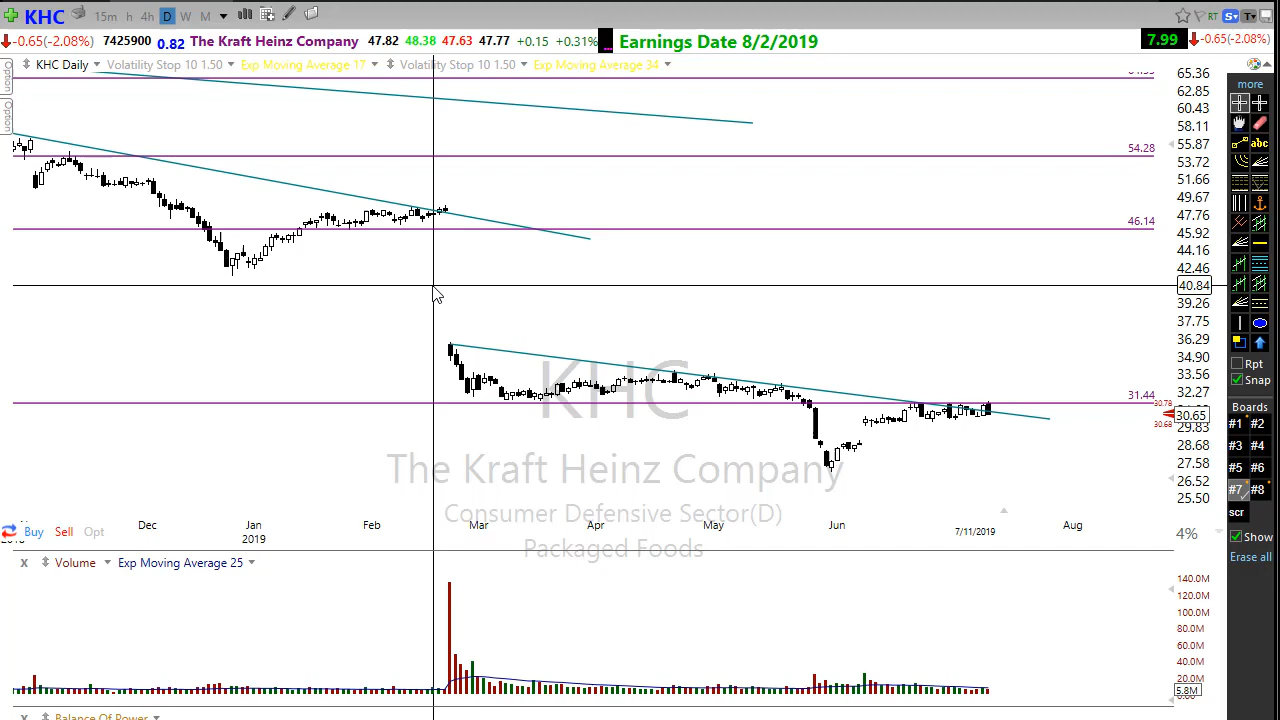 KHC 15m 1h 4h D W M RT S T
-0.65(-2.08%) 7425900 0.82 The Kraft Heinz Company 47.82 48.38 47.63 47.77 +0.15 +0.31% Earnings Date 8/2/2019 7.99 -0.65(-2.08%)
KHC Daily Volatility Stop 10 1.50 Exp Moving Average 17 Volatility Stop 10 1.50 Exp Moving Average 34
Option
Option
65.36
62.85
60.43
58.11
55.87
54.28
53.72
51.66
49.67
47.76
46.14
45.92
44.16
42.46
40.84
39.26
37.75
36.29
34.90
33.56
32.27
31.44
30.78
30.65
30.68
29.83
28.68
27.58
26.52
25.50
KHC
The Kraft Heinz Company
Consumer Defensive Sector(D)
Packaged Foods
Dec Jan Feb Mar Apr May Jun 7/11/2019 Aug
2019
Buy Sell Opt
4%
X Volume Exp Moving Average 25
140.0M
120.0M
100.0M
80.0M
60.0M
40.0M
20.0M
5.8M
X Balance Of Power
more
abc
Rpt
Snap
Boards
#1 #2
#3 #4
#5 #6
#7 #8
scr
Show
Erase all